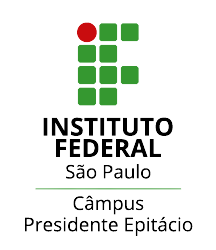 INSTITUTO
FEDERAL
São Paulo
Câmpus
Presidente Epitácio